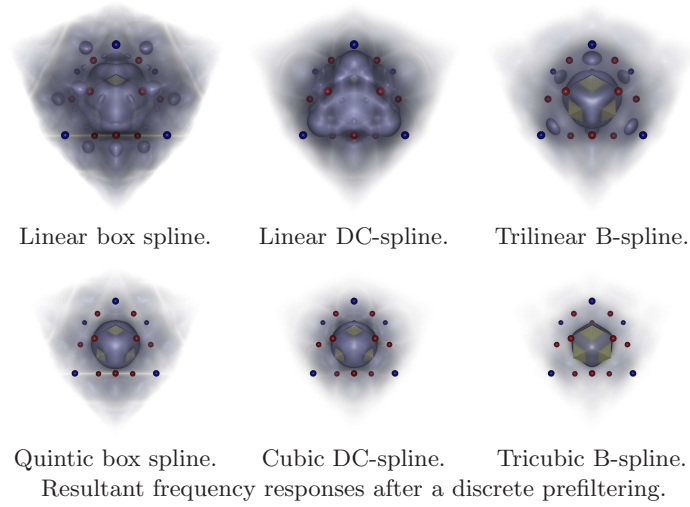 Linear box spline. Linear DC-spline. Trilinear B-spline.
Quintic box spline. Cubic DC-spline. Tricubic B-spline.
Resultant frequency responses after a discrete prefiltering.